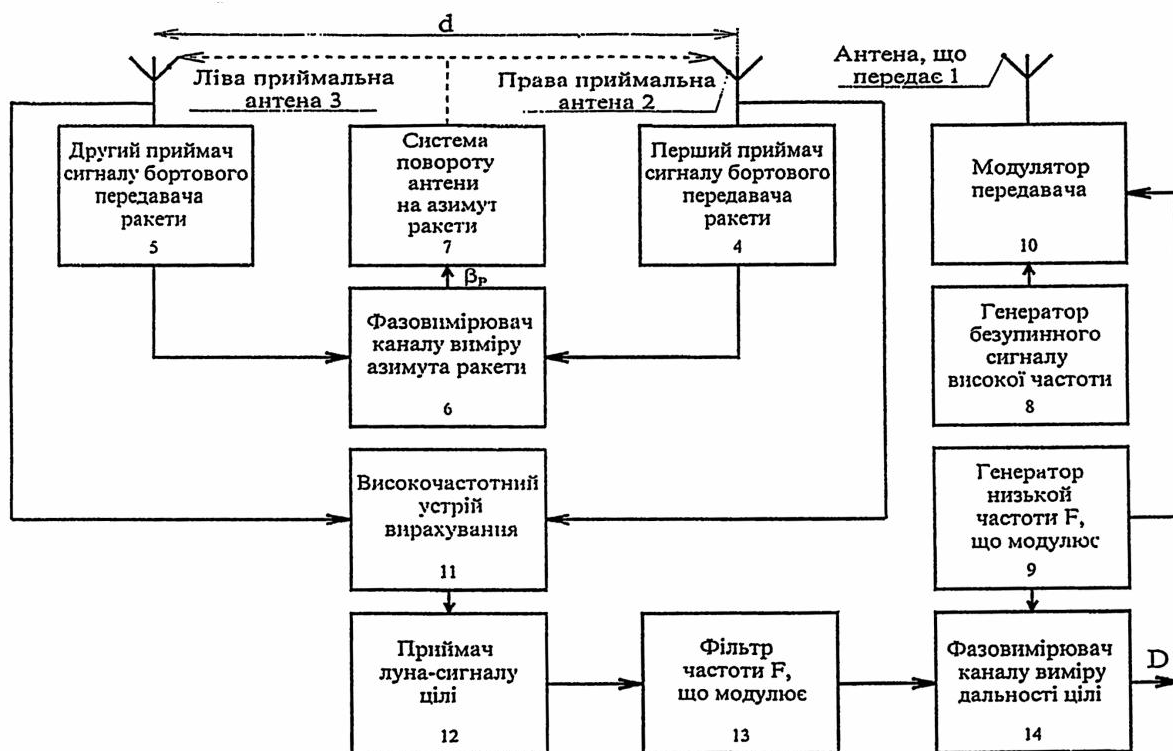 d
Ліва приймальна
антена 3
Права приймальна
антена 2
Антена, що
передає 1
Другий приймач
сигналу бортового
передавача
ракети
5
Система
повороту
антени
на азимут
ракети
7
Перший приймач
сигналу бортового
передавача
ракети
4
Модулятор
передавача
10
βР
Фазовимірювач
каналу виміру
азимута ракети
6
Генератор
безупинного
сигналу
високої частоти
8
Високочастотний
устрій
вирахування
11
Генератор
низької
частоти F,
що модулює
9
Приймач
луна-сигналу
цілі
12
Фільтр
частоти F,
що модулює
13
Фазовимірювач
каналу виміру
дальності цілі
14
D